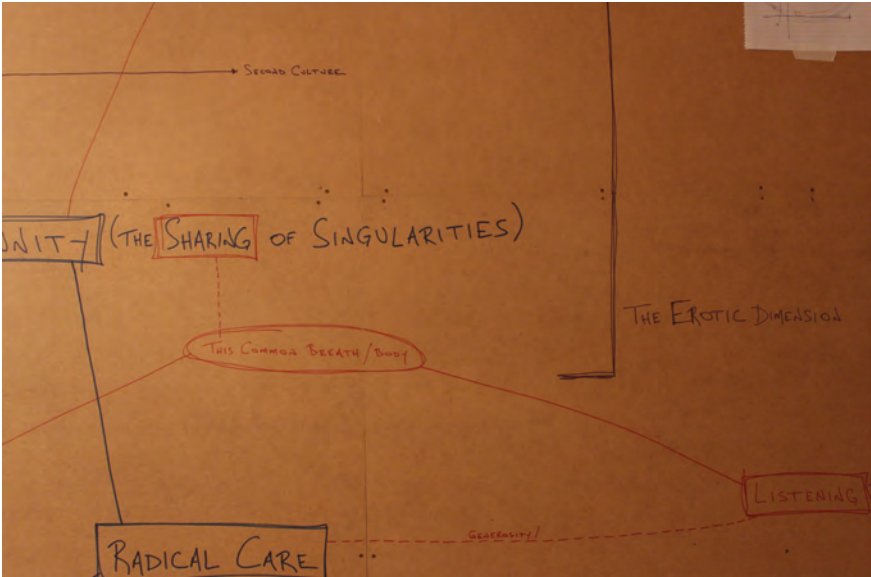 SECOND CULTURE
UNITY (THE SHARING OF SINGULARITIES)
THE EROTIC DIMENSION
THIS COMMON BREATH/BODY
LISTENING
GENEROSITY/
RADICAL CARE